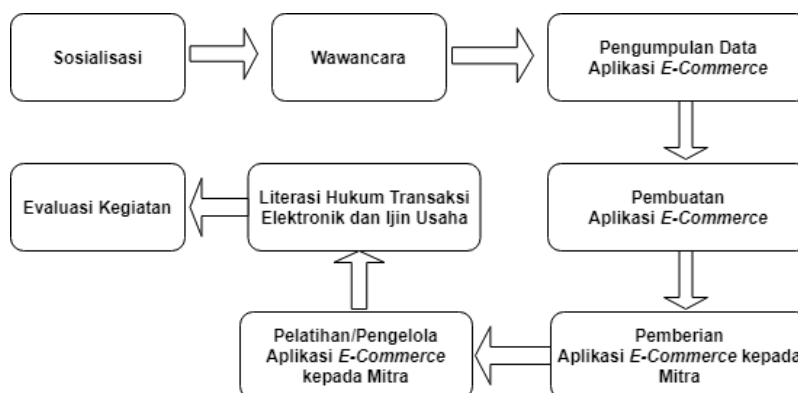 Sosialisasi
Wawancara
Pengumpulan Data
Aplikasi E-Commerce
Pembuatan
Aplikasi E-Commerce
Pemberian
Aplikasi E-Commerce kepada
Mitra
Pelatihan/Pengelola
Aplikasi E-Commerce
kepada Mitra
Literasi Hukum Transaksi
Elektronik dan Ijin Usaha
Evaluasi Kegiatan